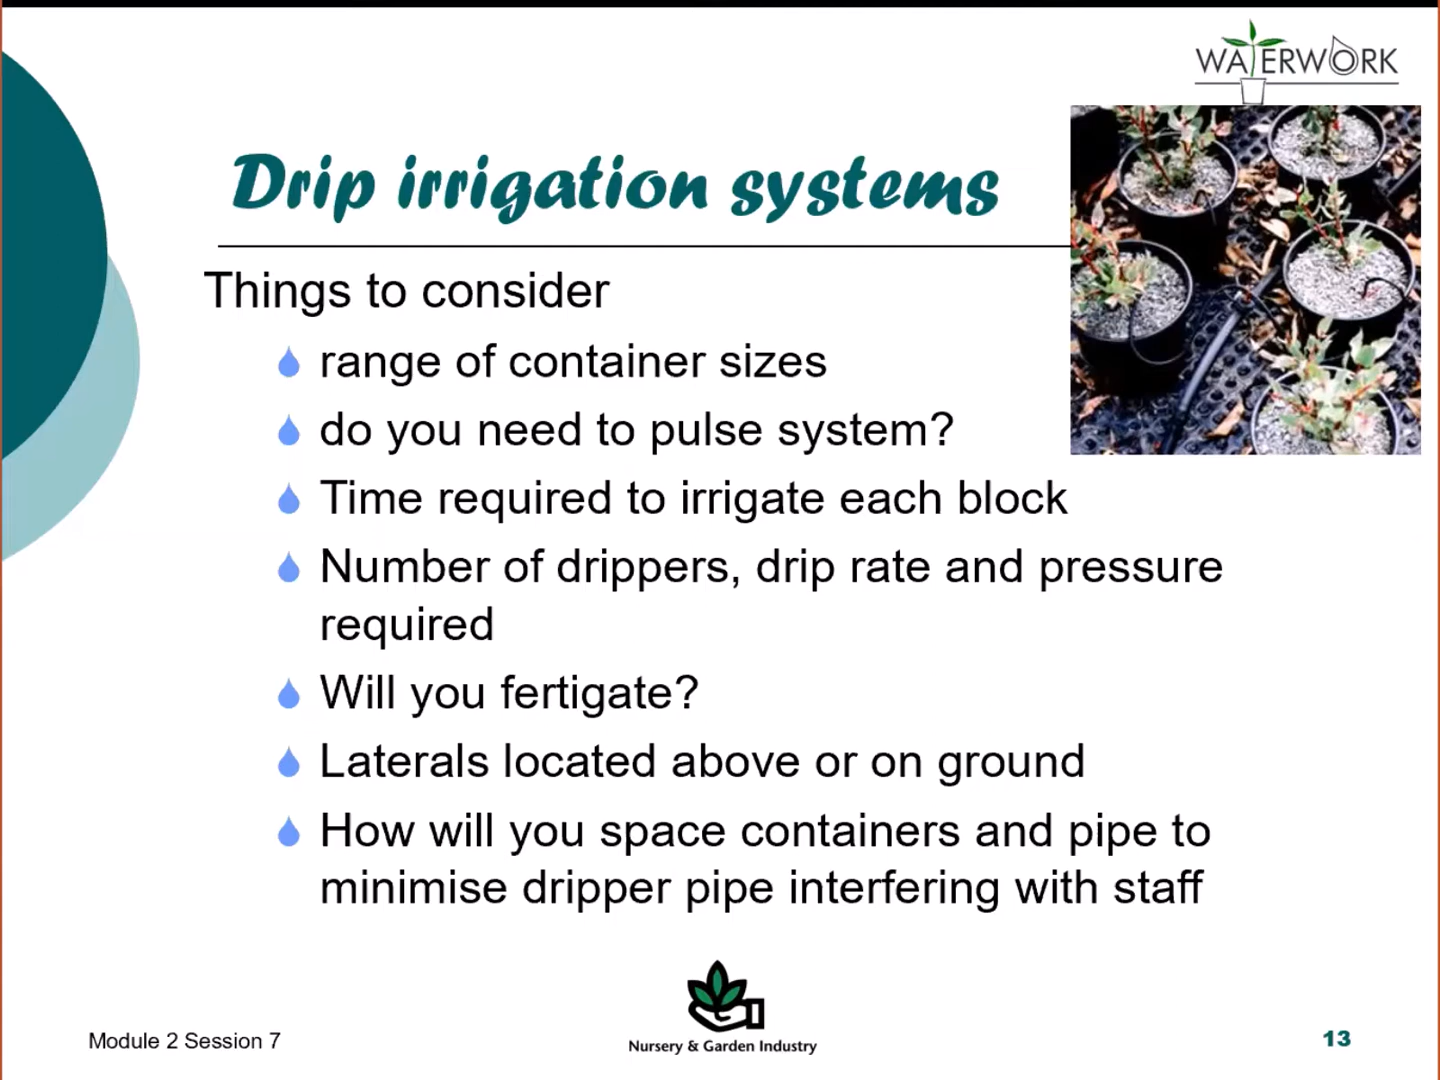 WATERWORK
Drip irrigation systems
Things to consider
range of container sizes
do you need to pulse system?
Time required to irrigate each block
Number of drippers, drip rate and pressure
required
Will you fertigate?
Laterals located above or on ground
How will you space containers and pipe to
minimise dripper pipe interfering with staff
Nursery & Garden Industry
Module 2 Session 7
13